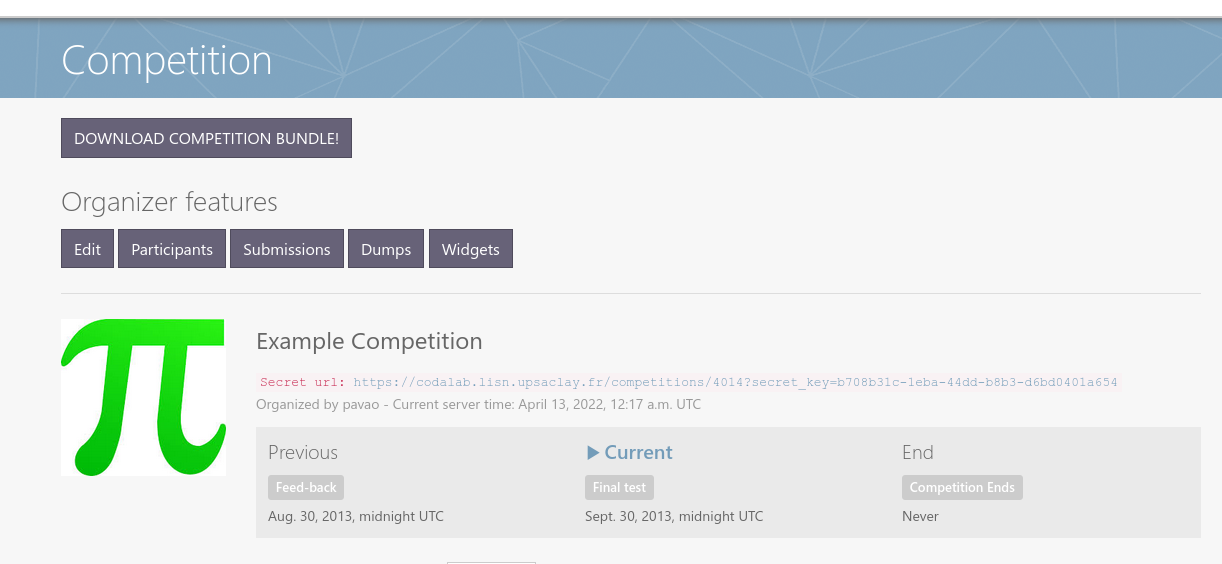 Competition
DOWNLOAD COMPETITION BUNDLE!
Organizer features
Edit Participants Submissions Dumps Widgets
Example Competition
Secret url: https://codalab.lisn.upsaclay.fr/competitions/4014?secret_key=b708b31c-1eba-44dd-b8b3-d6bd0401a654
Organized by pavao - Current server time: April 13, 2022, 12:17 a.m. UTC
Previous Current End
Feed-back Final test Competition Ends
Aug. 30, 2013, midnight UTC Sept. 30, 2013, midnight UTC Never
π